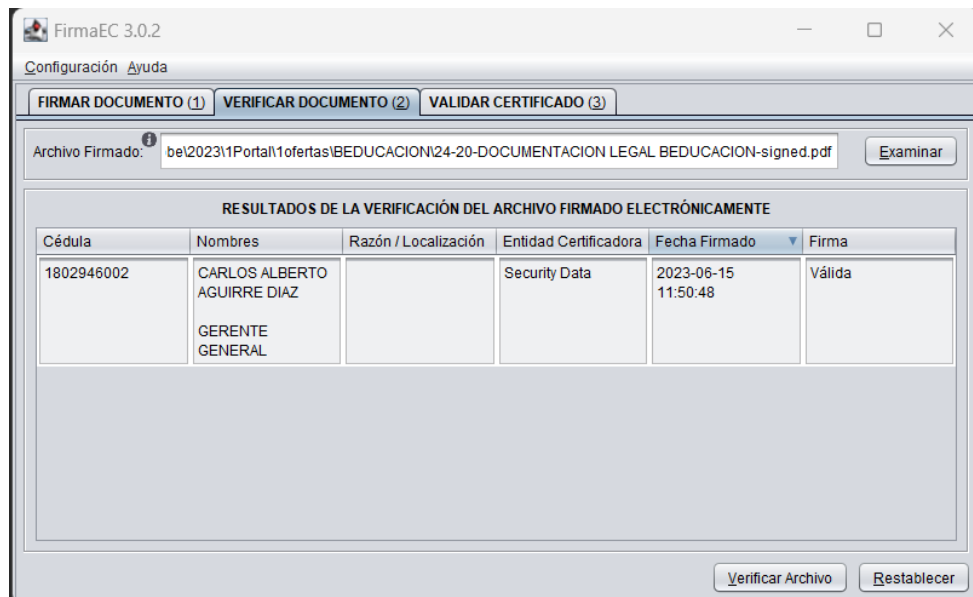 FirmaEC 3.0.2
Configuración Ayuda
FIRMAR DOCUMENTO (1) VERIFICAR DOCUMENTO (2) VALIDAR CERTIFICADO (3)
Archivo Firmado: be\2023\1Portal\1ofertas\BEDUCACION\24-20-DOCUMENTACION LEGAL BEDUCACION-signed.pdf Examinar
RESULTADOS DE LA VERIFICACIÓN DEL ARCHIVO FIRMADO ELECTRÓNICAMENTE
Cédula Nombres Razón / Localización Entidad Certificadora Fecha Firmado Firma
1802946002 CARLOS ALBERTO Security Data 2023-06-15 Válida
AGUIRRE DIAZ 11:50:48
GERENTE
GENERAL
Verificar Archivo Restablecer